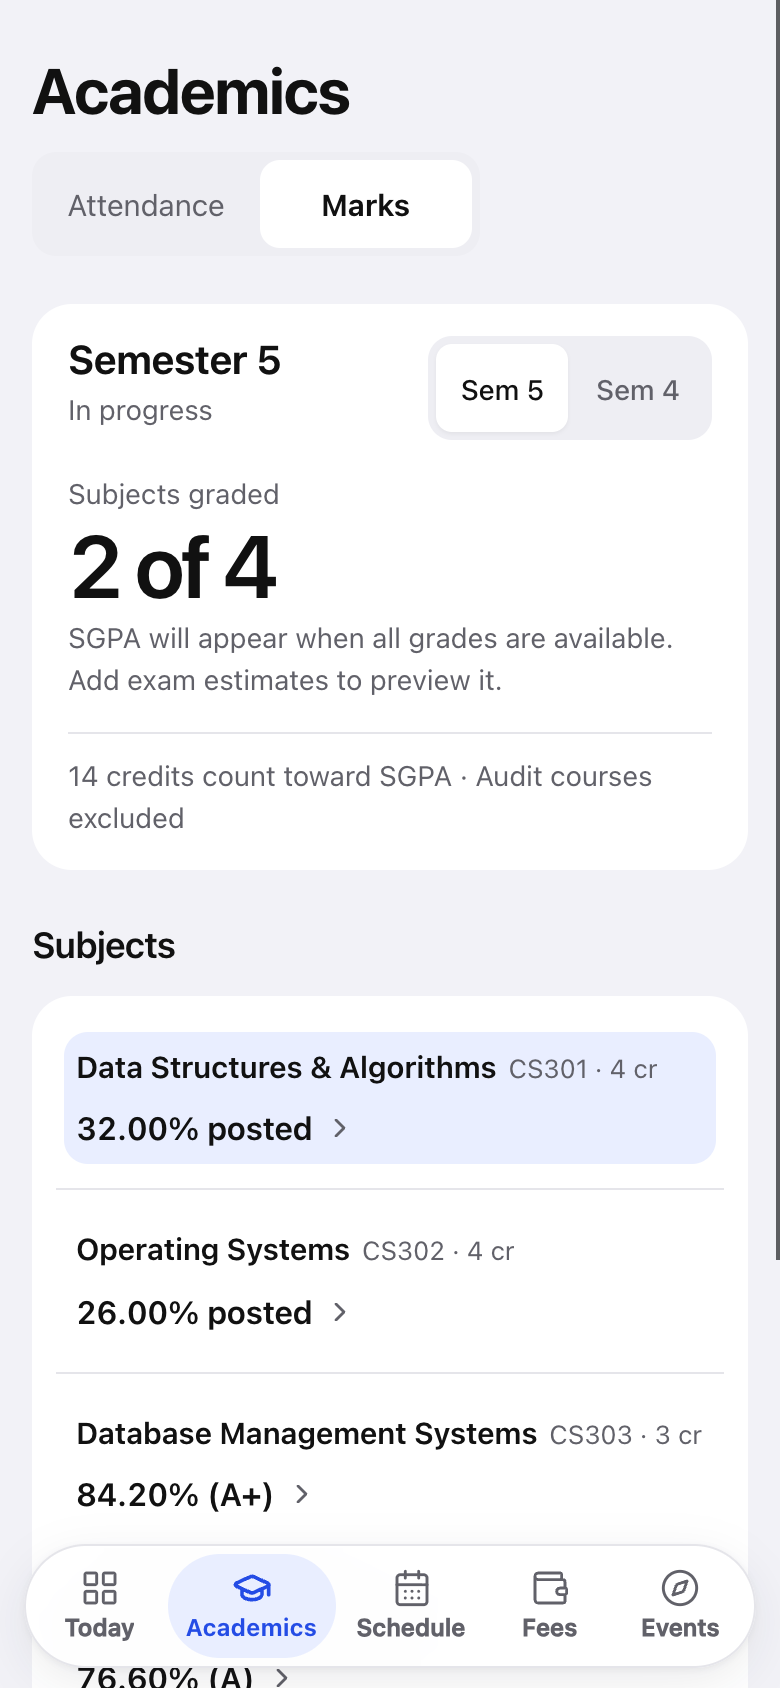 Academics
Attendance
Marks
Semester 5
In progress
Sem 5
Sem 4
Subjects graded
2 of 4
SGPA will appear when all grades are available.
Add exam estimates to preview it.
14 credits count toward SGPA · Audit courses
excluded
Subjects
Data Structures & Algorithms CS301 · 4 cr
32.00% posted
Operating Systems CS302 · 4 cr
26.00% posted
Database Management Systems CS303 · 3 cr
84.20% (A+)
Today
Academics
Schedule
Fees
Events
76.60% (A)